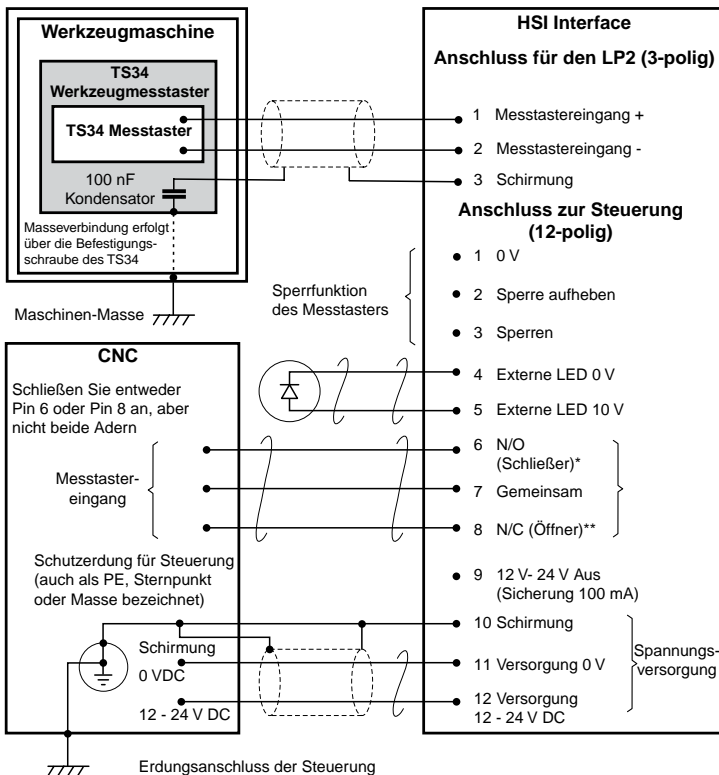 Werkzeugmaschine
TS34
Werkzeugmesstaster
TS34 Messtaster
100 nF
Kondensator
Masseverbindung erfolgt
über die Befestigungs-
schraube des TS34
Maschinen-Masse
HSI Interface
Anschluss für den LP2 (3-polig)
1 Messtastereingang +
2 Messtastereingang -
3 Schirmung
Anschluss zur Steuerung
(12-polig)
Sperrfunktion
des Messtasters
1 0 V
2 Sperre aufheben
3 Sperren
4 Externe LED 0 V
5 Externe LED 10 V
6 N/O
(Schließer)*
7 Gemeinsam
8 N/C (Öffner)**
9 12 V- 24 V Aus
(Sicherung 100 mA)
10 Schirmung
11 Versorgung 0 V
12 Versorgung
12 - 24 V DC
Spannungs-
versorgung
CNC
Schließen Sie entweder
Pin 6 oder Pin 8 an, aber
nicht beide Adern
Messtaster-
eingang
Schutzerdung für Steuerung
(auch als PE, Sternpunkt
oder Masse bezeichnet)
Schirmung
0 VDC
12 - 24 V DC
Erdungsanschluss der Steuerung